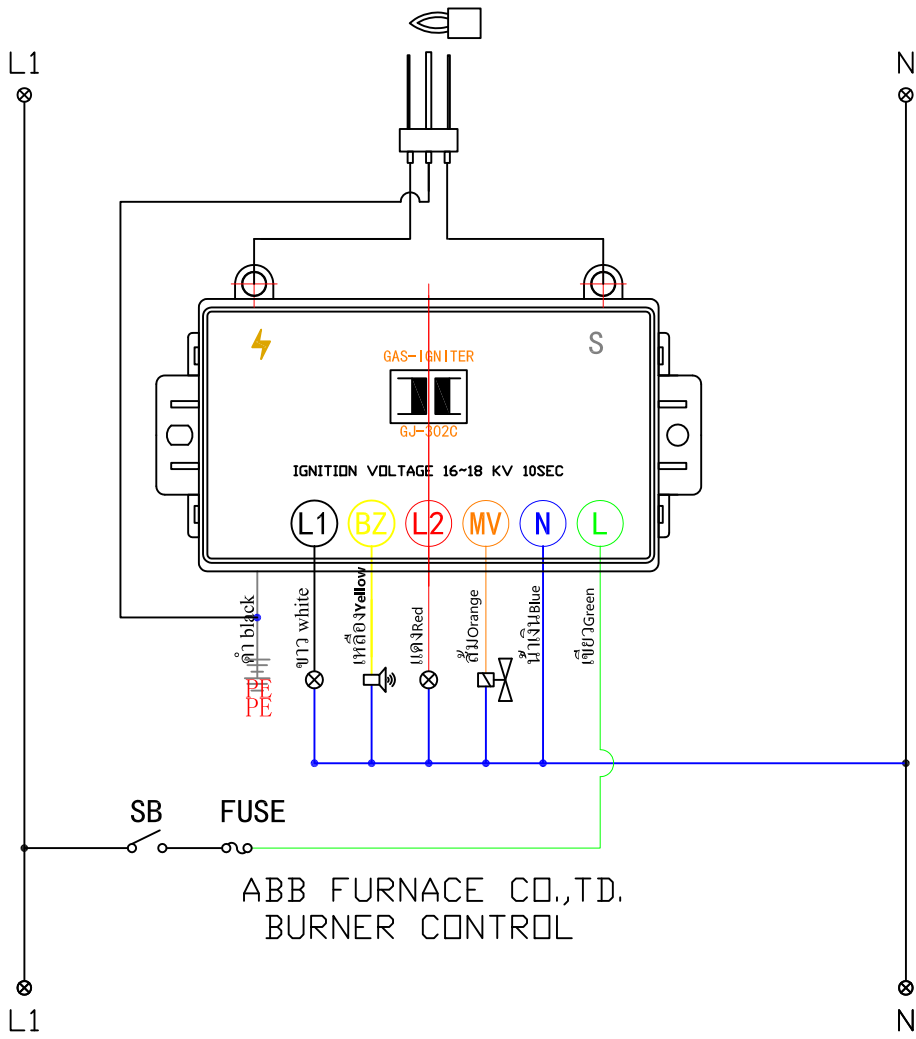 L1
N
S
GAS-IGNITER
GJ-302C
IGNITION VOLTAGE 16~18 KV 10SEC
L1
BZ
L2
MV
N
L
ดำ black
ขาว white
เหลืองYellow
แดงRed
ส้มOrange
น้ำเงินBlue
เขียวGreen
PE
PE
SB
FUSE
ABB FURNACE CO.,TD.
BURNER CONTROL
L1
N